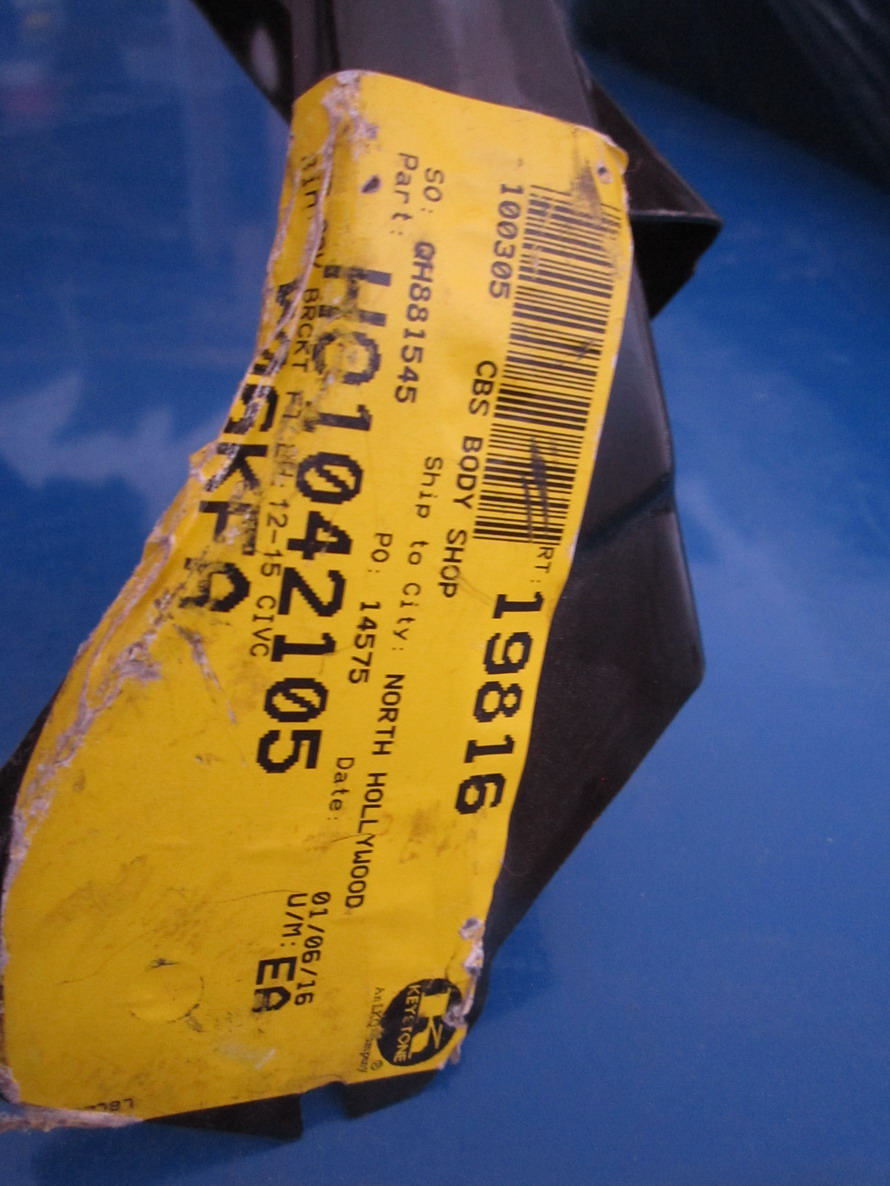 RT: 19816
100305 CBS BODY SHOP
SO: QH881545 Ship to City: NORTH HOLLYWOOD
Part: PO: 14575 Date: 01/06/16
HO1042105 U/M: EA
BRCKT 12-15 CIVC
KEYSTONE